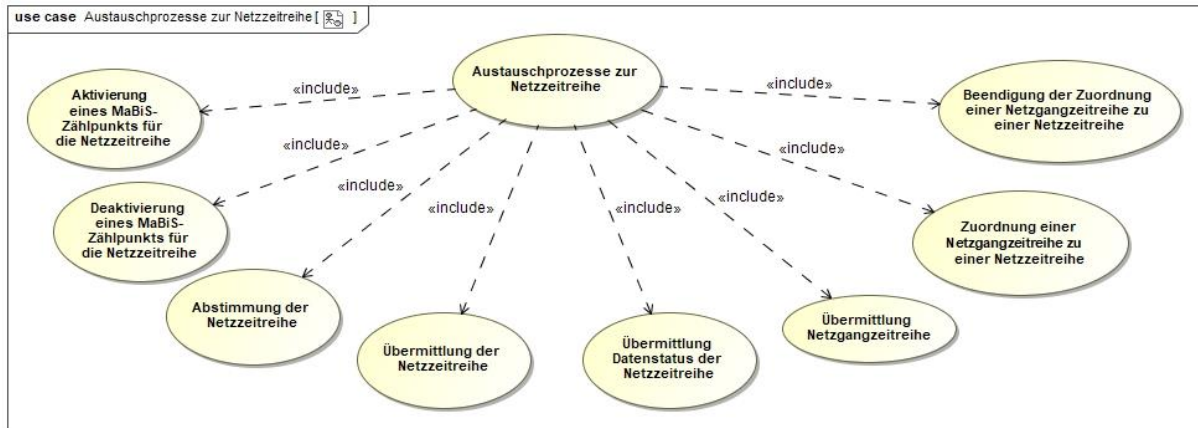 use case Austauschprozesse zur Netzzeitreihe [ ]
Austauschprozesse zur
Netzzeitreihe
«include»
«include»
«include»
«include»
«include»
«include»
«include»
«include»
Aktivierung
eines MaBiS-
Zählpunkts für
die Netzzeitreihe
Deaktivierung
eines MaBiS-
Zählpunkts für
die Netzzeitreihe
Abstimmung der
Netzzeitreihe
Übermittlung der
Netzzeitreihe
Übermittlung
Datenstatus der
Netzzeitreihe
Übermittlung
Netzgangzeitreihe
Zuordnung einer
Netzgangzeitreihe zu
einer Netzzeitreihe
Beendigung der Zuordnung
einer Netzgangzeitreihe zu
einer Netzzeitreihe